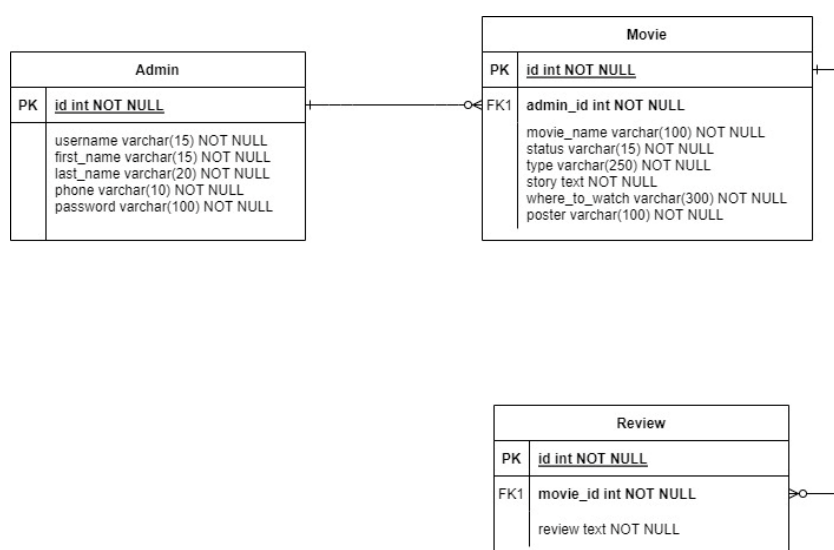 Admin
PK id int NOT NULL
username varchar(15) NOT NULL
first_name varchar(15) NOT NULL
last_name varchar(20) NOT NULL
phone varchar(10) NOT NULL
password varchar(100) NOT NULL
Movie
PK id int NOT NULL
FK1 admin_id int NOT NULL
movie_name varchar(100) NOT NULL
status varchar(15) NOT NULL
type varchar(250) NOT NULL
story text NOT NULL
where_to_watch varchar(300) NOT NULL
poster varchar(100) NOT NULL
Review
PK id int NOT NULL
FK1 movie_id int NOT NULL
review text NOT NULL